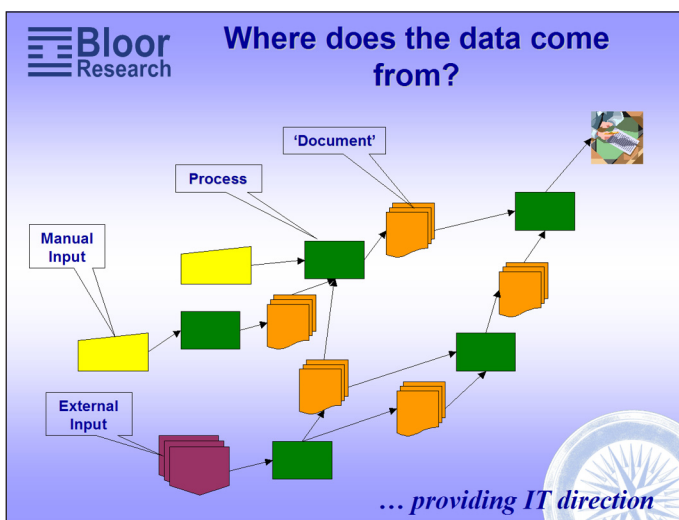 Bloor
Research
Where does the data come
from?
'Document'
Process
Manual
Input
External
Input
... providing IT direction